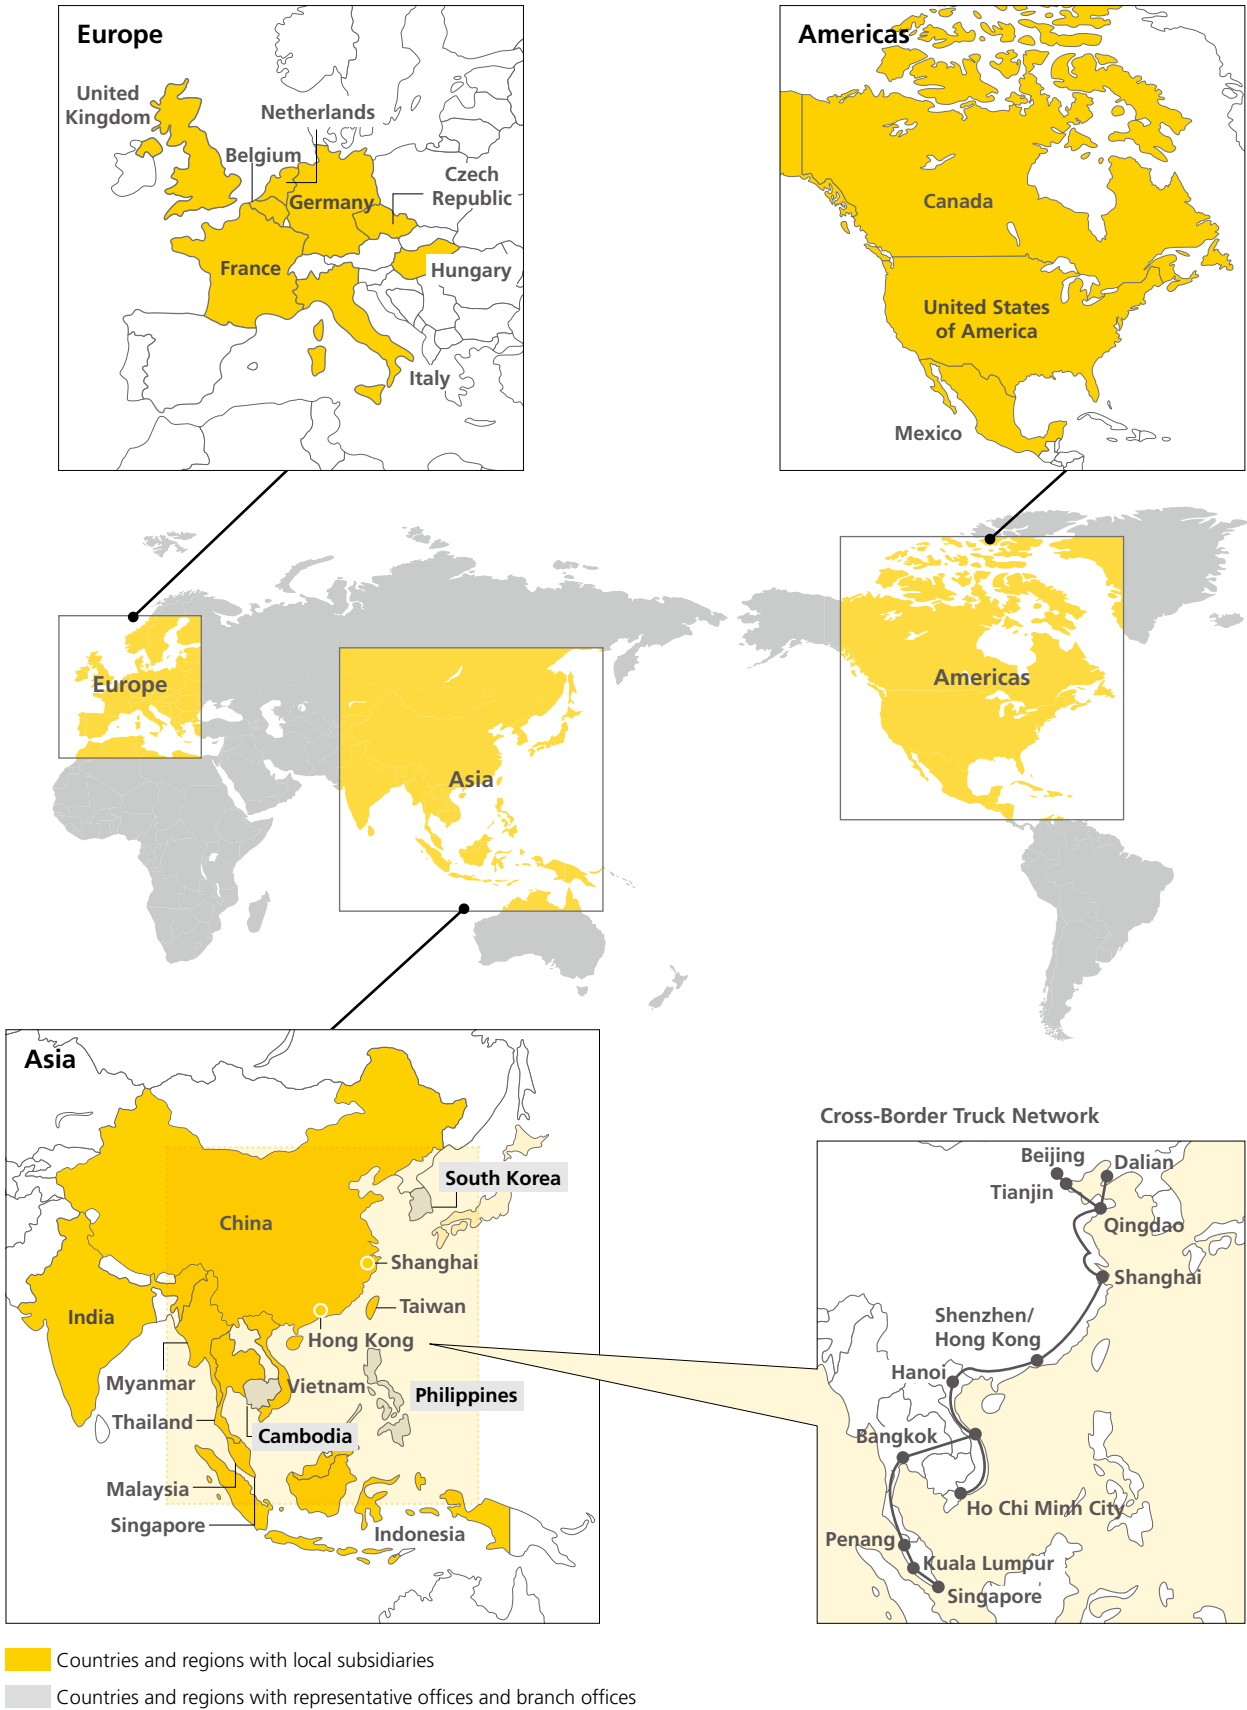 Europe
United
Kingdom
Netherlands
Belgium
Czech
Republic
Germany
France
Hungary
Italy
Americas
Canada
United States
of America
Mexico
Europe
Asia
Americas
Asia
South Korea
China
Shanghai
India
Taiwan
Hong Kong
Myanmar
Vietnam
Philippines
Thailand
Cambodia
Malaysia
Singapore
Indonesia
Cross-Border Truck Network
Beijing
Dalian
Tianjin
Qingdao
Shanghai
Shenzhen/
Hong Kong
Hanoi
Bangkok
Ho Chi Minh City
Penang
Kuala Lumpur
Singapore
Countries and regions with local subsidiaries
Countries and regions with representative offices and branch offices